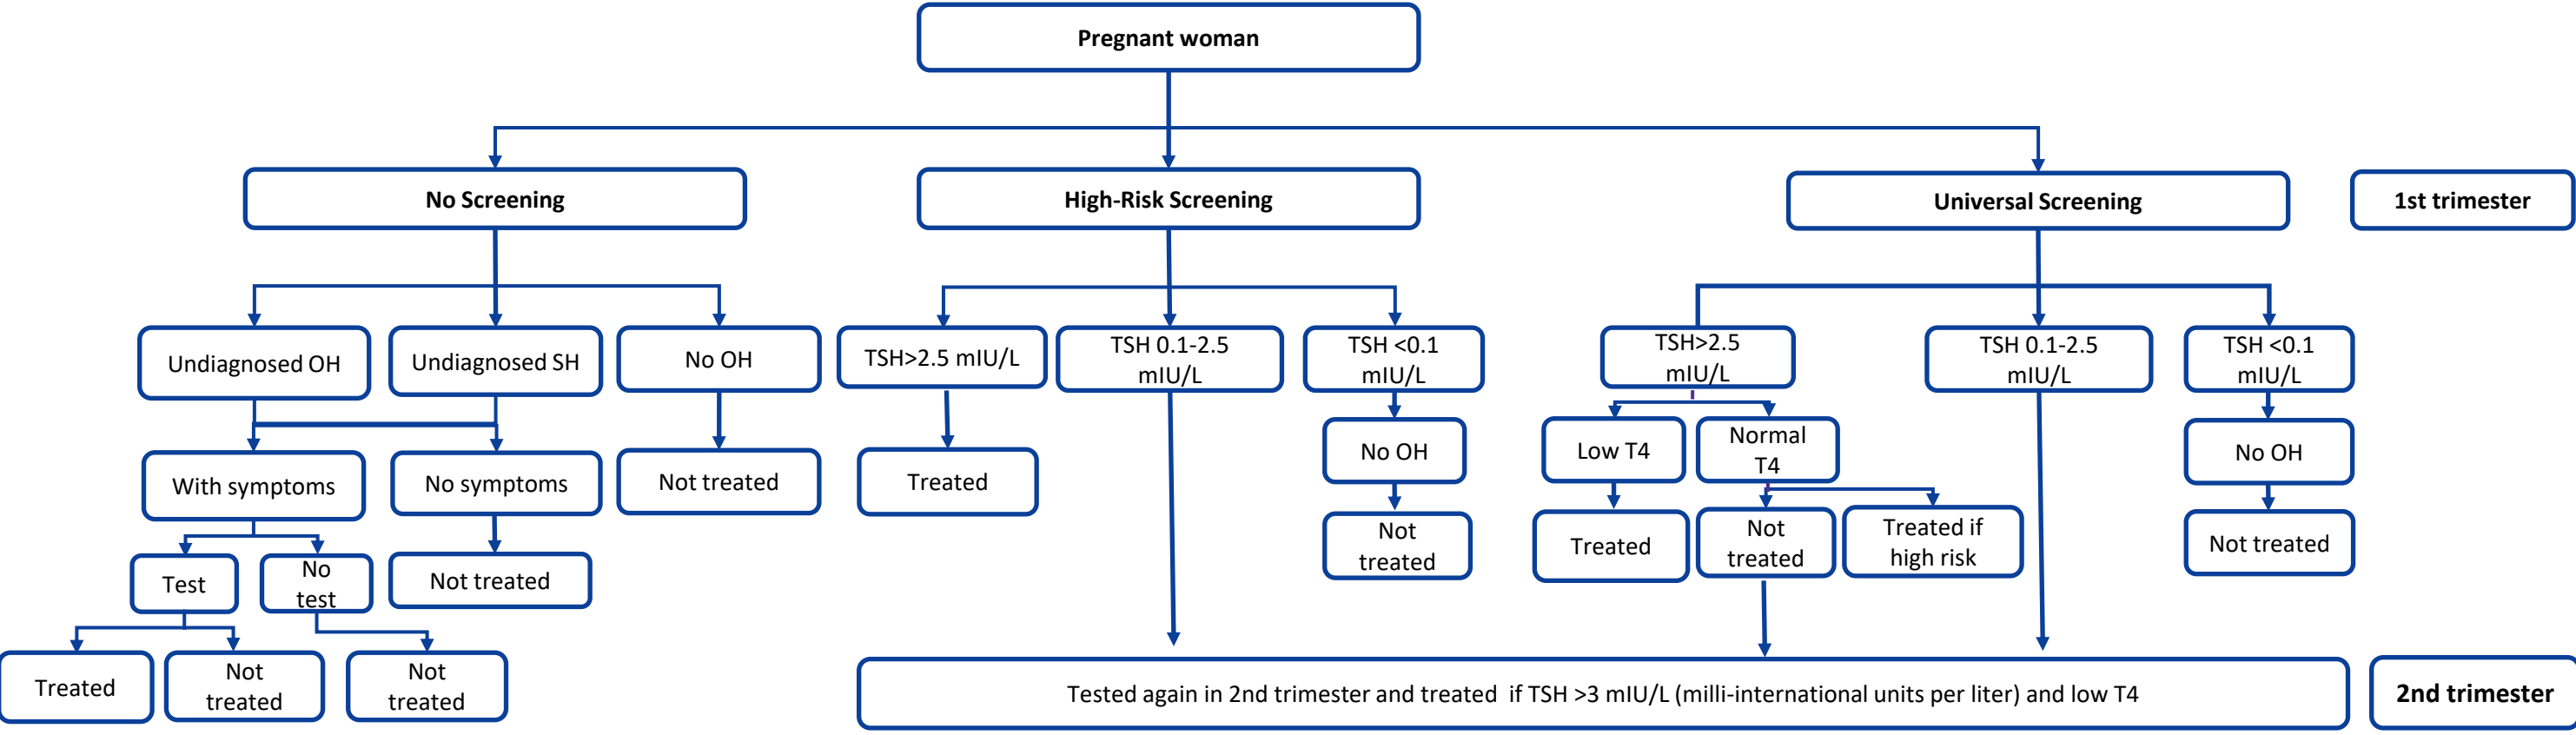 Pregnant woman
No Screening
High-Risk Screening
Universal Screening
1st trimester
Undiagnosed OH
Undiagnosed SH
No OH
TSH>2.5 mIU/L
TSH 0.1-2.5
mIU/L
TSH <0.1
mIU/L
TSH>2.5
mIU/L
TSH 0.1-2.5
mIU/L
TSH <0.1
mIU/L
With symptoms
No symptoms
Not treated
Treated
No OH
Low T4
Normal
T4
No OH
Test
No
test
Not treated
Not
treated
Treated
Not
treated
Treated if
high risk
Not treated
Treated
Not
treated
Not
treated
Tested again in 2nd trimester and treated  if TSH >3 mIU/L (milli-international units per liter) and low T4
2nd trimester